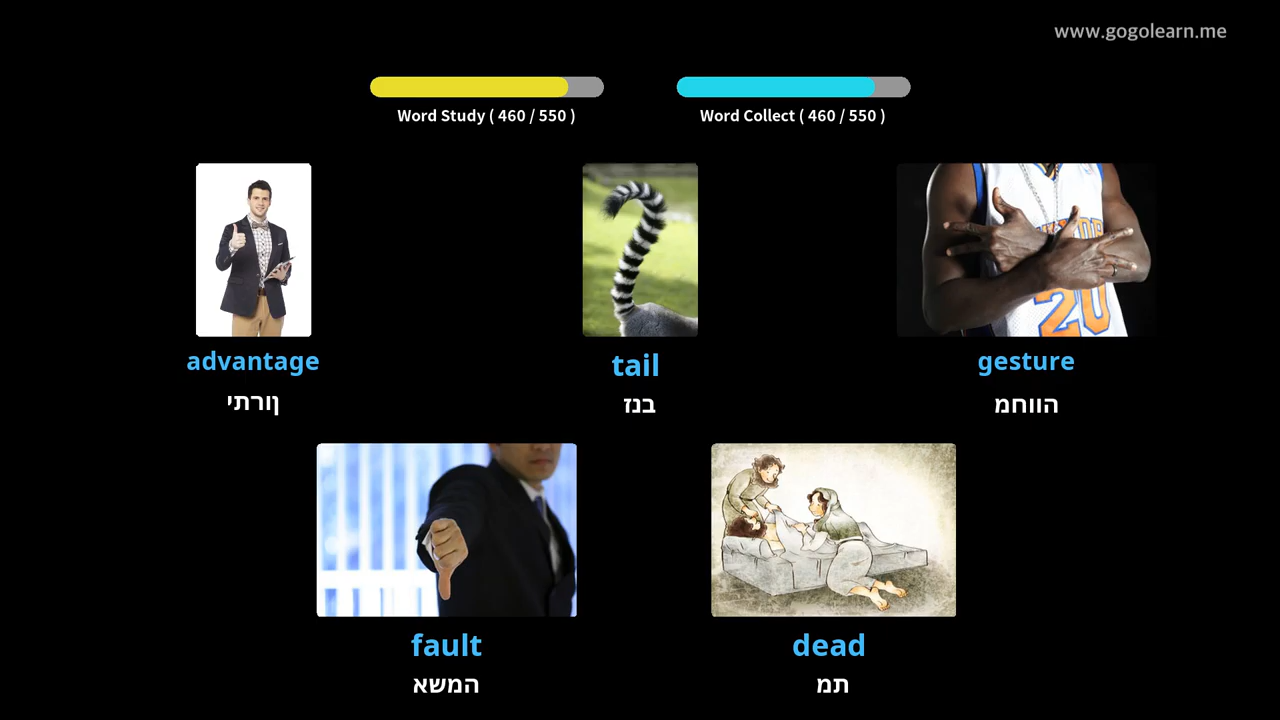 www.gogolearn.me
Word Study ( 460 / 550 )
Word Collect ( 460 / 550 )
20
advantage
tail
gesture
יתרון
זנב
מחווה
fault
dead
אשמה
מת